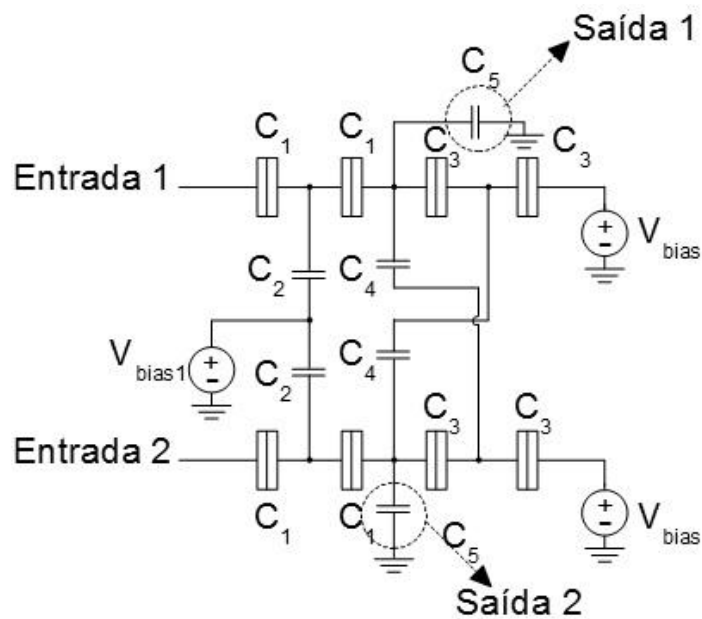 Saída 1
C5
C1 C1 C3 C3
Entrada 1
+
-
Vbias
C2 C4
+
-
Vbias1
C2 C4
C3 C3
Entrada 2
C1 C1 C5
+
-
Vbias
Saída 2